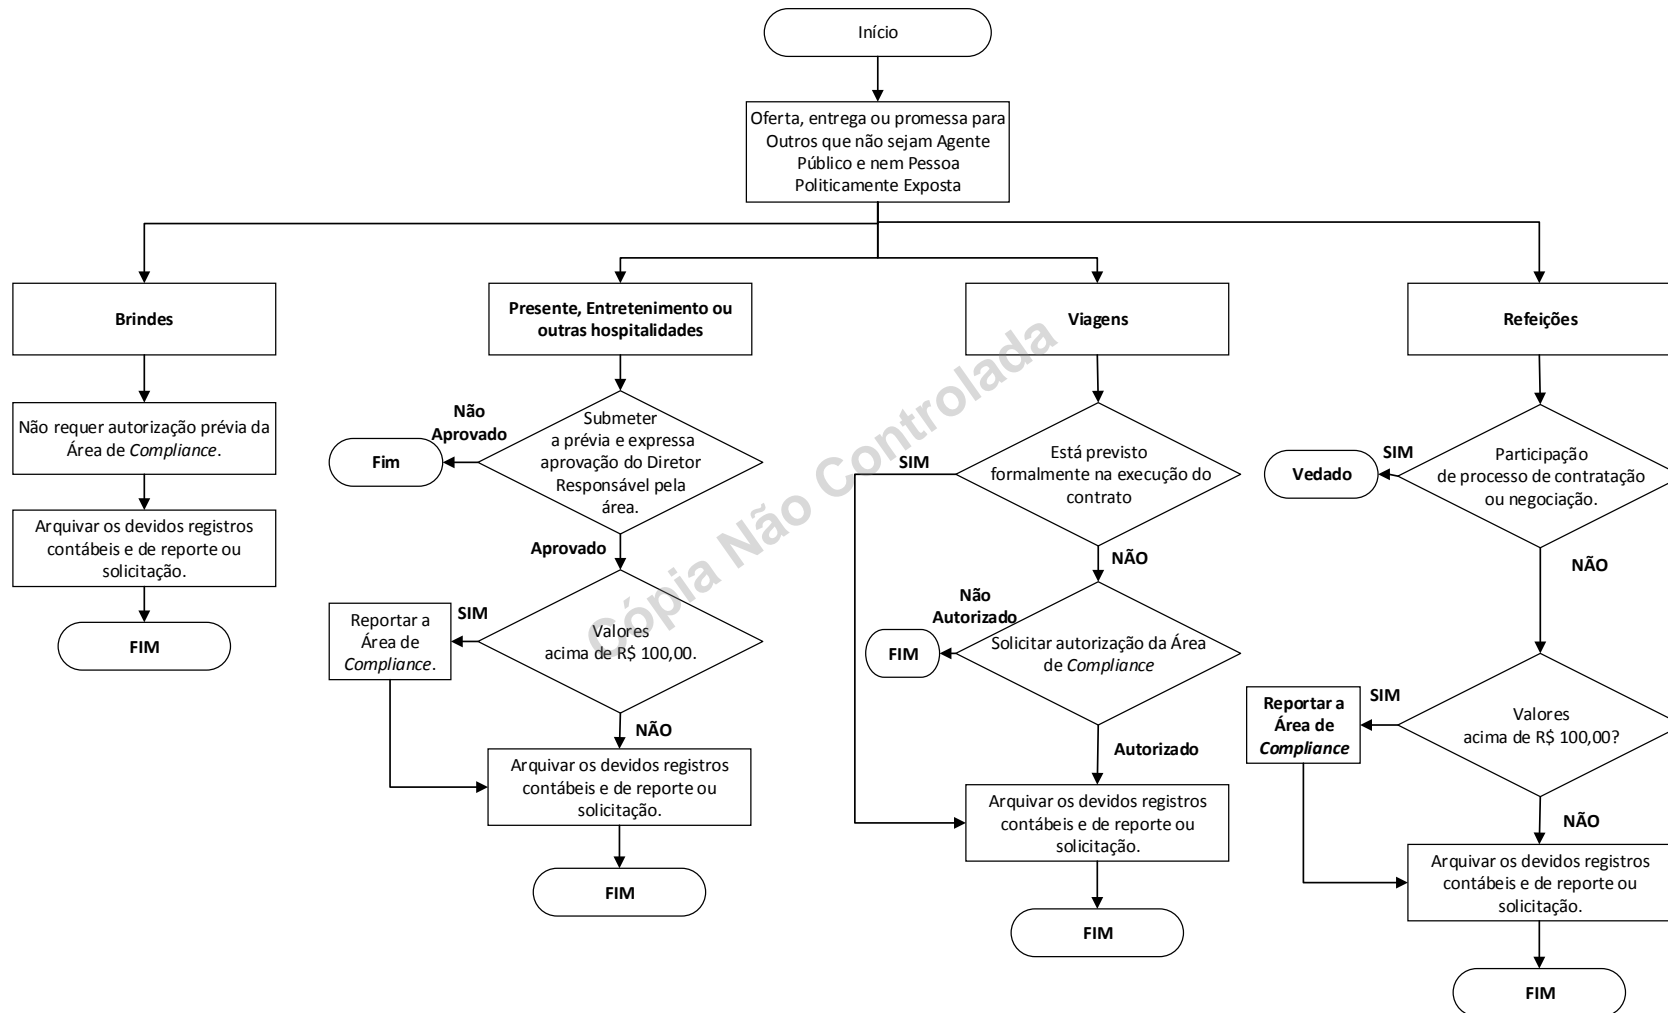 Início
Oferta, entrega ou promessa para
Outros que não sejam Agente
Público e nem Pessoa
Politicamente Exposta
Brindes
Não requer autorização prévia da
Área de Compliance.
Arquivar os devidos registros
contábeis e de reporte ou
solicitação.
FIM
Presente, Entretenimento ou
outras hospitalidades
Submeter
a prévia e expressa
aprovação do Diretor
Responsável pela
área.
Não
Aprovado
Fim
Aprovado
Valores
acima de R$ 100,00.
SIM
Reportar a
Área de
Compliance.
NÃO
Arquivar os devidos registros
contábeis e de reporte ou
solicitação.
FIM
Viagens
Está previsto
formalmente na execução do
contrato
SIM
NÃO
Solicitar autorização da Área
de Compliance
Não
Autorizado
FIM
Autorizado
Arquivar os devidos registros
contábeis e de reporte ou
solicitação.
FIM
Refeições
Participação
de processo de contratação
ou negociação.
SIM
Vedado
NÃO
Valores
acima de R$ 100,00?
SIM
Reportar a
Área de
Compliance
NÃO
Arquivar os devidos registros
contábeis e de reporte ou
solicitação.
FIM
Cópia Não Controlada